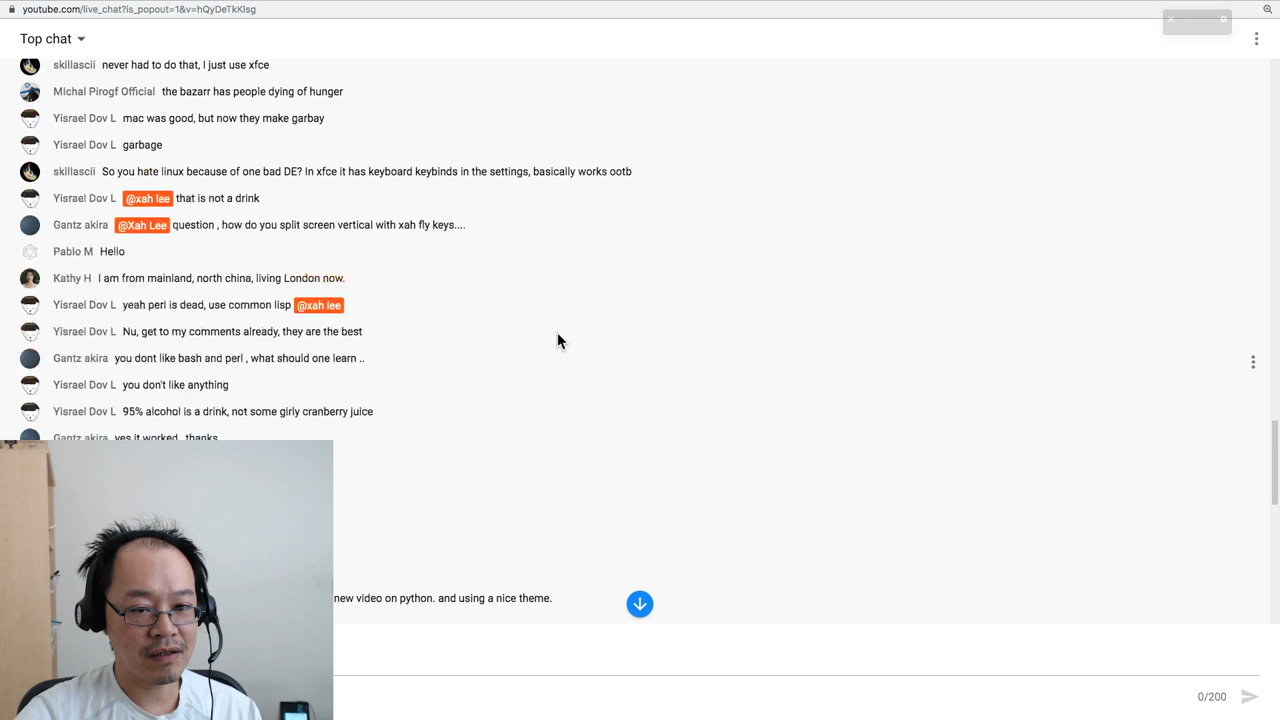 youtube.com/live_chat?is_popout=1&v=hQyDeTkKlsg
Top chat
skillascii never had to do that, I just use xfce
Michal Pirogf Official the bazarr has people dying of hunger
Yisrael Dov L mac was good, but now they make garbay
Yisrael Dov L garbage
skillascii So you hate linux because of one bad DE? In xfce it has keyboard keybinds in the settings, basically works ootb
Yisrael Dov L @xah lee that is not a drink
Gantz akira @Xah Lee question , how do you split screen vertical with xah fly keys....
Pablo M Hello
Kathy H I am from mainland, north china, living London now.
Yisrael Dov L yeah perl is dead, use common lisp @xah lee
Yisrael Dov L Nu, get to my comments already, they are the best
Gantz akira you dont like bash and perl , what should one learn ..
Yisrael Dov L you don't like anything
Yisrael Dov L 95% alcohol is a drink, not some girly cranberry juice
Gantz akira yes it worked.. thanks
new video on python. and using a nice theme.
0/200